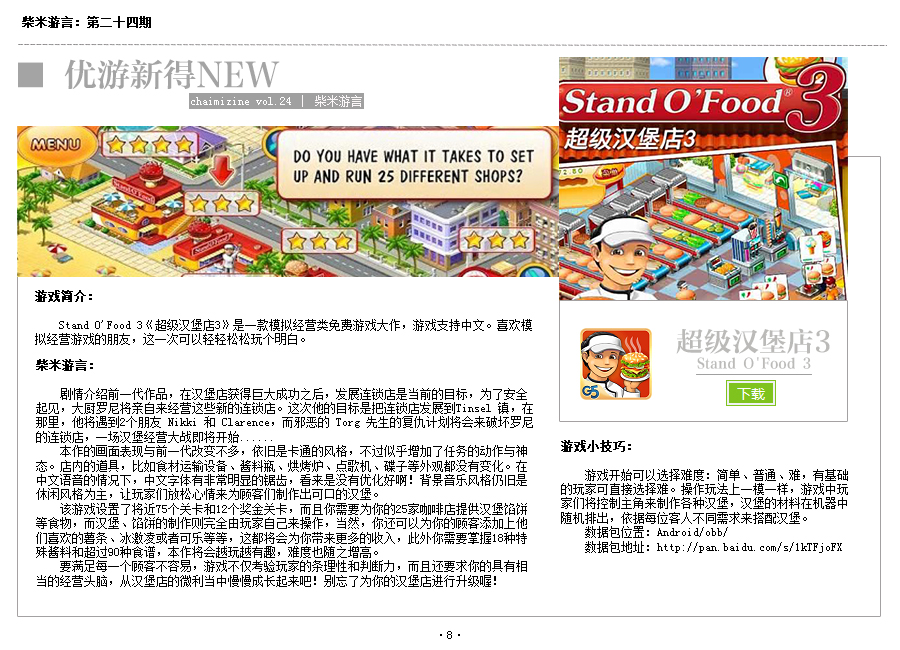 柴米游言：第二十四期
优游新得NEW
chaimizine vol.24 | 柴米游言
MENU
DO YOU HAVE WHAT IT TAKES TO SET
UP AND RUN 25 DIFFERENT SHOPS?
游戏简介：
Stand O'Food 3《超级汉堡店3》是一款模拟经营类免费游戏大作，游戏支持中文。喜欢模
拟经营游戏的朋友，这一次可以轻轻松松玩个明白。
柴米游言：
剧情介绍前一代作品，在汉堡店获得巨大成功之后，发展连锁店是当前的目标，为了安全
起见，大厨罗尼将亲自来经营这些新的连锁店。这次他的目标是把连锁店发展到Tinsel 镇，在
那里，他将遇到2个朋友 Nikki 和 Clarence，而邪恶的 Torg 先生的复仇计划将会来破坏罗尼
的连锁店，一场汉堡经营大战即将开始......
本作的画面表现与前一代改变不多，依旧是卡通的风格，不过似乎增加了任务的动作与神
态。店内的道具，比如食材运输设备、酱料瓶、烘烤炉、点歌机、碟子等外观都没有变化。在
中文语音的情况下，中文字体有非常明显的锯齿，看来是没有优化好啊！背景音乐风格仍旧是
休闲风格为主，让玩家们放松心情来为顾客们制作出可口的汉堡。
该游戏设置了将近75个关卡和12个奖金关卡，而且你需要为你的25家咖啡店提供汉堡馅饼
等食物，而汉堡、馅饼的制作则完全由玩家自己来操作，当然，你还可以为你的顾客添加上他
们喜欢的薯条、冰激凌或者可乐等等，这都将会为你带来更多的收入，此外你需要掌握18种特
殊酱料和超过90种食谱，本作将会越玩越有趣，难度也随之增高。
要满足每一个顾客不容易，游戏不仅考验玩家的条理性和判断力，而且还要求你的具有相
当的经营头脑，从汉堡店的微利当中慢慢成长起来吧！别忘了为你的汉堡店进行升级喔！
Stand O'Food® 3
超级汉堡店3
G5
超级汉堡店3
Stand O'Food 3
下载
游戏小技巧：
游戏开始可以选择难度：简单、普通、难，有基础
的玩家可直接选择难。操作玩法上一模一样，游戏中玩
家们将控制主角来制作各种汉堡，汉堡的材料在机器中
随机排出，依据每位客人不同需求来搭配汉堡。
数据包位置：Android/obb/
数据包地址：http://pan.baidu.com/s/1kTFjoFX
·8·